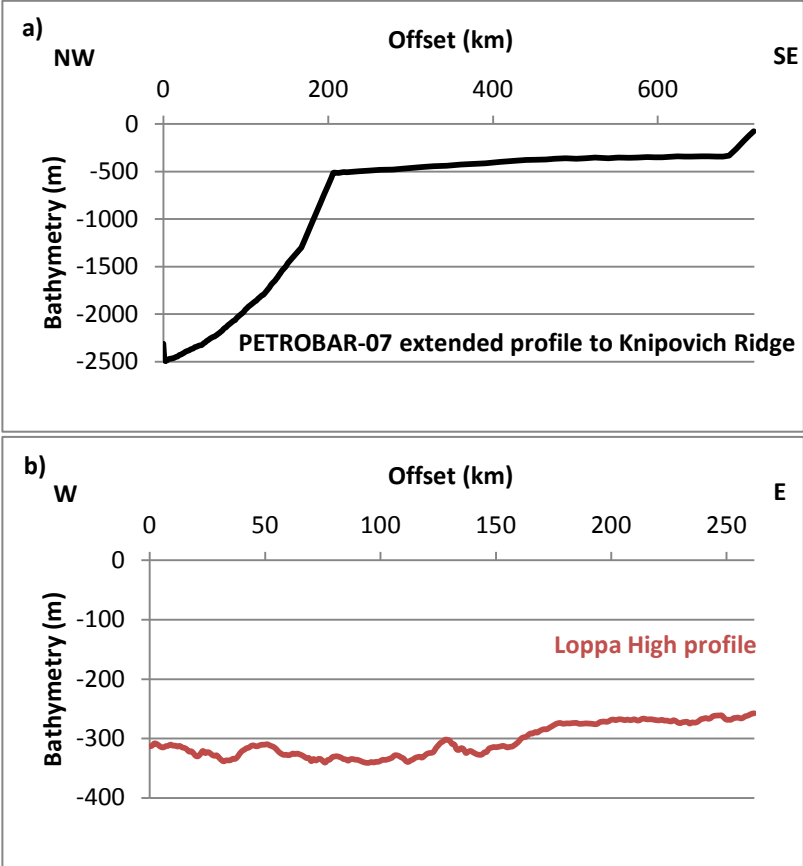 a)
Offset (km)
NW
SE
0 200 400 600
0
-500
-1000
-1500
-2000
-2500
Bathymetry (m)
PETROBAR-07 extended profile to Knipovich Ridge
b)
Offset (km)
W
E
0 50 100 150 200 250
0
-100
-200
-300
-400
Bathymetry (m)
Loppa High profile